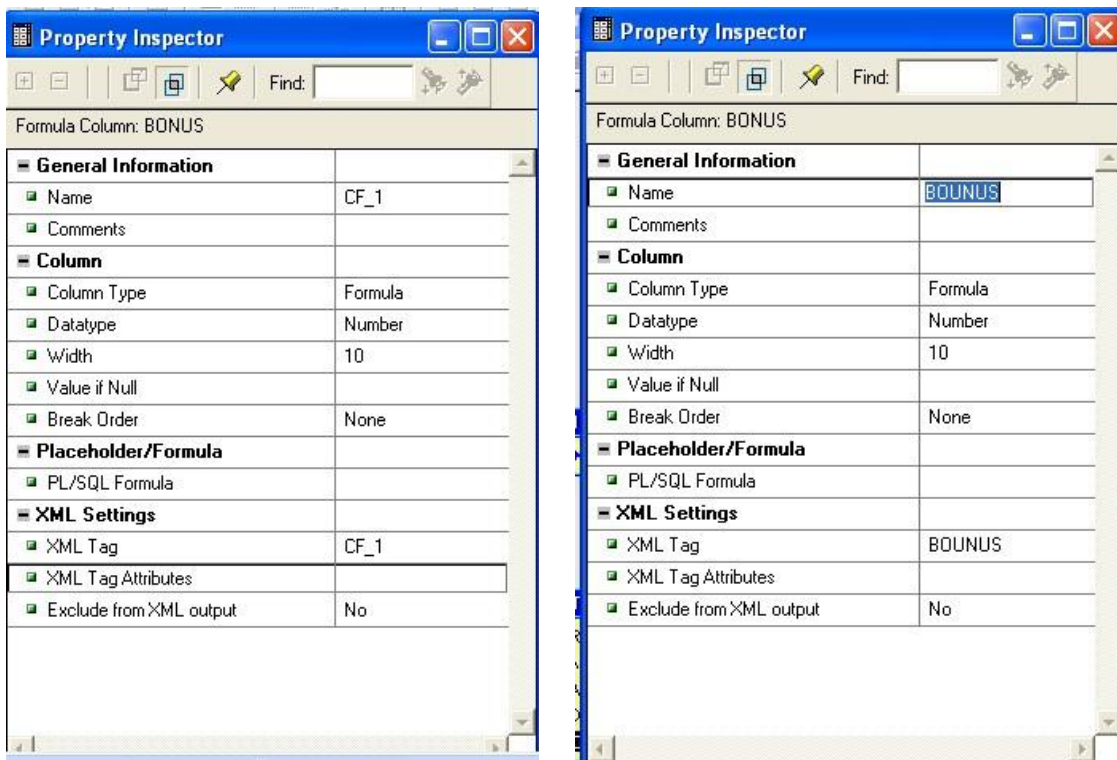 Property Inspector
Find:
Formula Column: BONUS
General Information
Name CF_1
Comments
Column
Column Type Formula
Datatype Number
Width 10
Value if Null
Break Order None
Placeholder/Formula
PL/SQL Formula
XML Settings
XML Tag CF_1
XML Tag Attributes
Exclude from XML output No
Property Inspector
Find:
Formula Column: BONUS
General Information
Name BOUNUS
Comments
Column
Column Type Formula
Datatype Number
Width 10
Value if Null
Break Order None
Placeholder/Formula
PL/SQL Formula
XML Settings
XML Tag BOUNUS
XML Tag Attributes
Exclude from XML output No